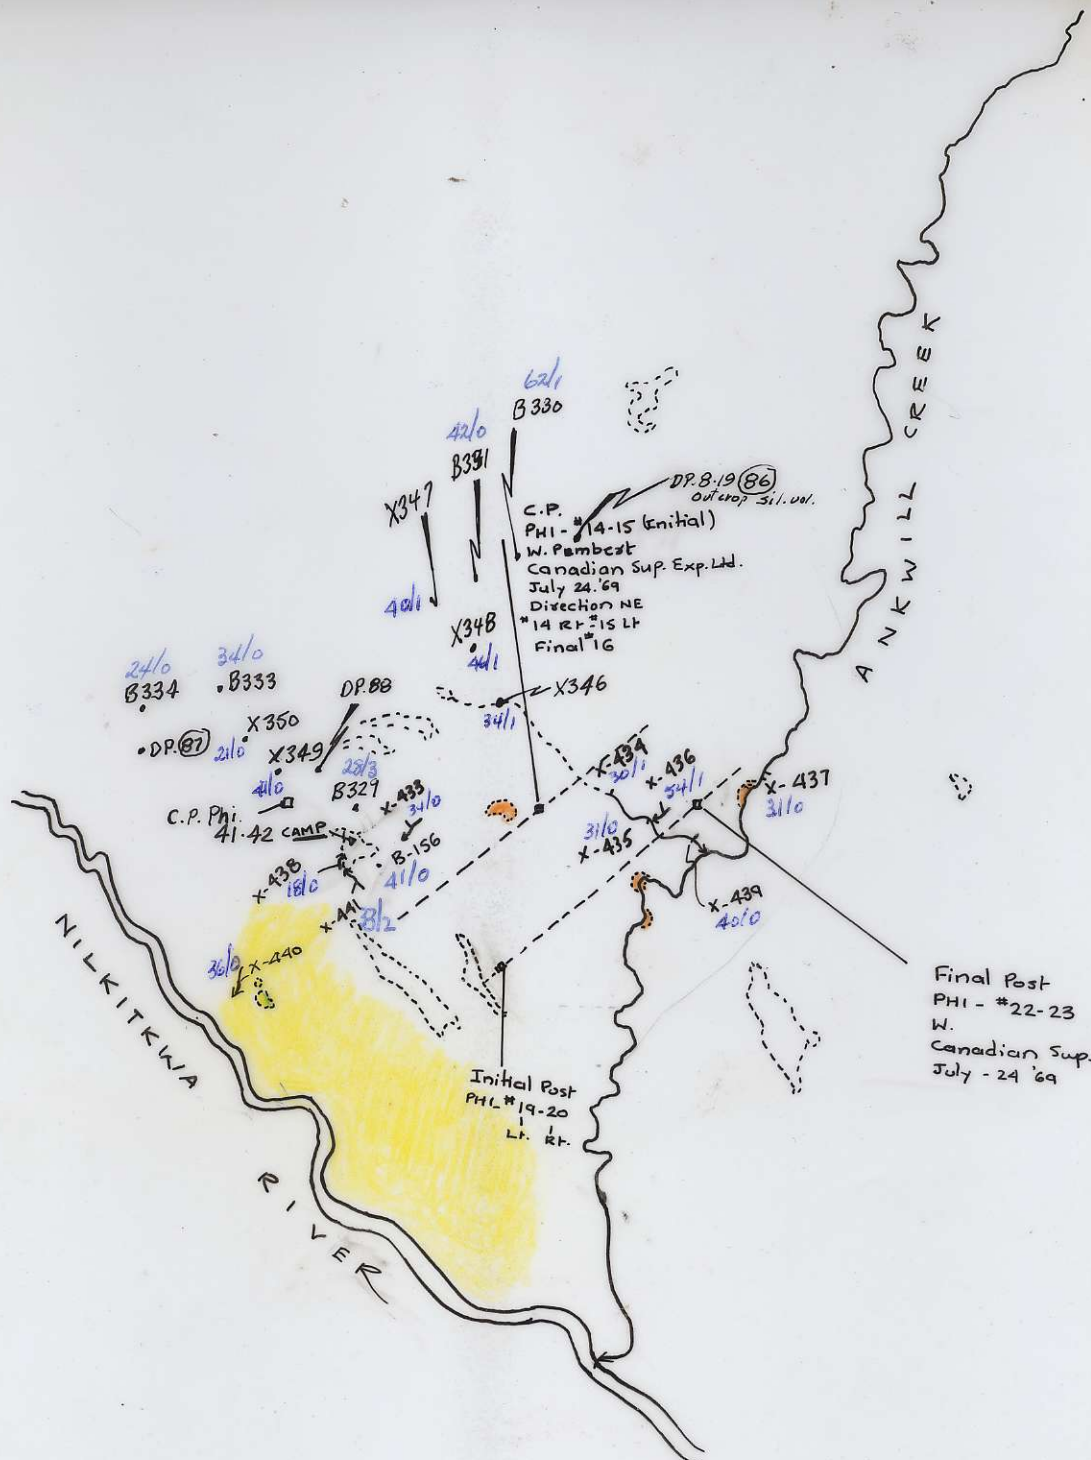 62/1
B330
42/0
B331
X347
40/1
DP.8-19 (86)
outcrop sil. vol.
C.P.
PHI - #14-15 (Initial)
W. Pembert
Canadian Sup. Exp. Ltd.
July 24. '69
Direction NE
#14 Rt #15 Lt
Final #16
X348
44/1
X346
34/1
24/0
B334
34/0
B333
DP. 88
DP. (87)
X350
21/0
X349
41/0
28/3
B329
C.P. Phi.
41-42 CAMP
X-433
34/0
B-156
41/0
X-438
18/0
X-441
38/2
36/0
X-440
X-434
30/1
X-436
54/1
31/0
X-435
X-437
31/0
X-439
40/0
ANKWILL CREEK
NILKITKWA RIVER
Initial Post
PHI - #19-20
Lt. Rt.
Final Post
PHI - #22-23
W.
Canadian Sup.
July - 24 '69